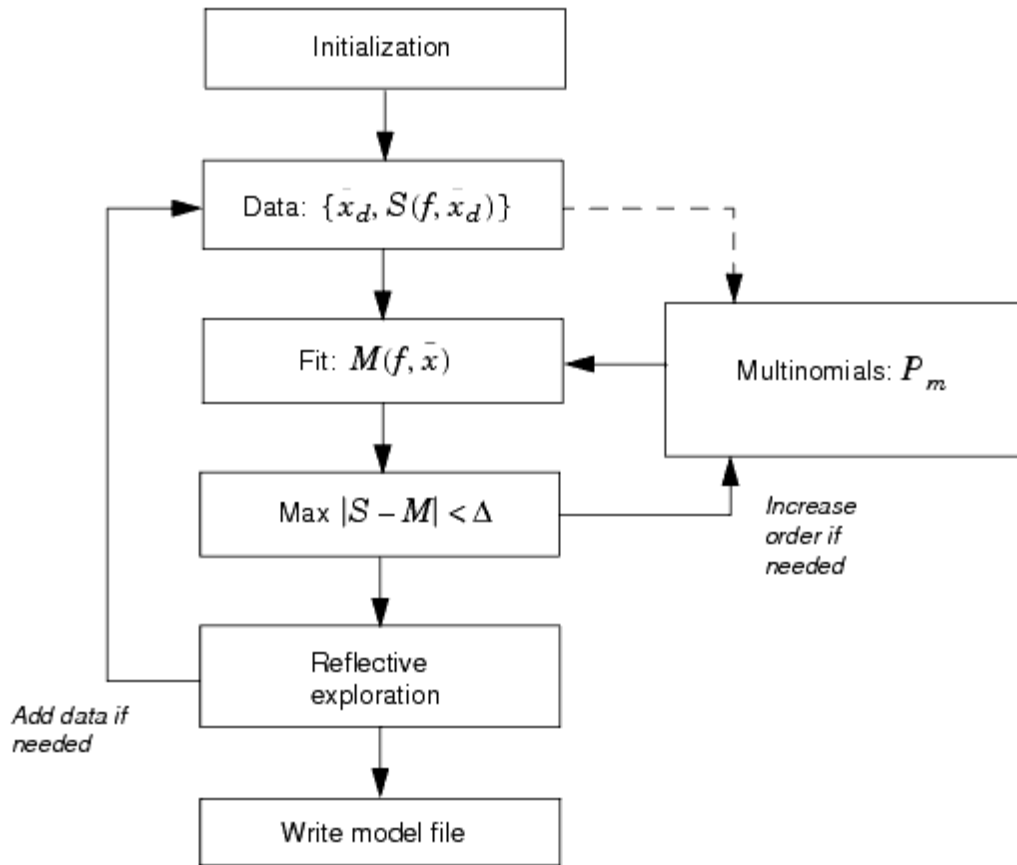 Initialization
Data: {x̄_d, S(f, x̄_d)}
Fit: M(f, x̄)
Multinomials: P_m
Max |S – M| < Δ
Increase
order if
needed
Reflective
exploration
Add data if
needed
Write model file